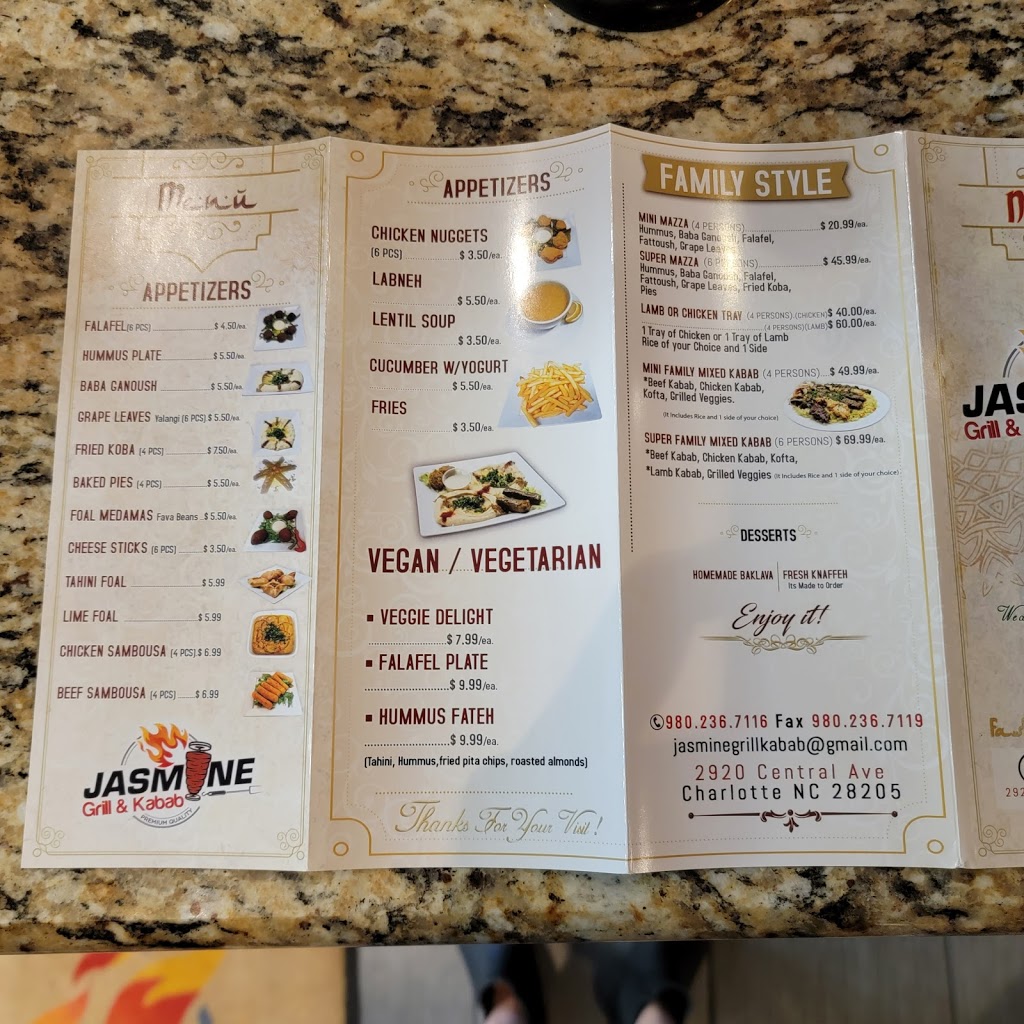 Menu
APPETIZERS
FALAFEL(6 PCS) $ 4.50/ea.
HUMMUS PLATE $ 5.50/ea.
BABA GANOUSH $ 5.50/ea.
GRAPE LEAVES Yalangi (6 PCS) $ 5.50/ea.
FRIED KOBA (4 PCS) $ 7.50/ea.
BAKED PIES (4 PCS) $ 5.50/ea.
FOAL MEDAMAS Fava Beans $ 5.50/ea.
CHEESE STICKS (6 PCS) $ 3.50/ea.
TAHINI FOAL $ 5.99
LIME FOAL $ 5.99
CHICKEN SAMBOUSA (4 PCS) $ 6.99
BEEF SAMBOUSA (4 PCS) $ 6.99
JASMINE
Grill & Kabab
PREMIUM QUALITY
APPETIZERS
CHICKEN NUGGETS
(6 PCS) $ 3.50/ea.
LABNEH
$ 5.50/ea.
LENTIL SOUP
$ 3.50/ea.
CUCUMBER W/YOGURT
$ 5.50/ea.
FRIES
$ 3.50/ea.
VEGAN / VEGETARIAN
▪ VEGGIE DELIGHT
$ 7.99/ea.
▪ FALAFEL PLATE
$ 9.99/ea.
▪ HUMMUS FATEH
$ 9.99/ea.
(Tahini, Hummus,fried pita chips, roasted almonds)
Thanks For Your Visit !
FAMILY STYLE
MINI MAZZA (4 PERSONS) $ 20.99/ea.
Hummus, Baba Ganoush, Falafel,
Fattoush, Grape Leaves
SUPER MAZZA (6 PERSONS) $ 45.99/ea.
Hummus, Baba Ganoush, Falafel,
Fattoush, Grape Leaves, Fried Koba,
Pies
LAMB OR CHICKEN TRAY (4 PERSONS) (CHICKEN) $ 40.00/ea.
(4 PERSONS) (LAMB) $ 60.00/ea.
1 Tray of Chicken or 1 Tray of Lamb
Rice of your Choice and 1 Side
MINI FAMILY MIXED KABAB (4 PERSONS) $ 49.99/ea.
*Beef Kabab, Chicken Kabab,
Kofta, Grilled Veggies.
(It Includes Rice and 1 side of your choice)
SUPER FAMILY MIXED KABAB (6 PERSONS) $ 69.99/ea.
*Beef Kabab, Chicken Kabab, Kofta,
*Lamb Kabab, Grilled Veggies (It Includes Rice and 1 side of your choice)
DESSERTS
HOMEMADE BAKLAVA | FRESH KNAFFEH
Its Made to Order
Enjoy it!
980.236.7116 Fax 980.236.7119
jasminegrillkabab@gmail.com
2920 Central Ave
Charlotte NC 28205
JAS
Grill &
We a
292